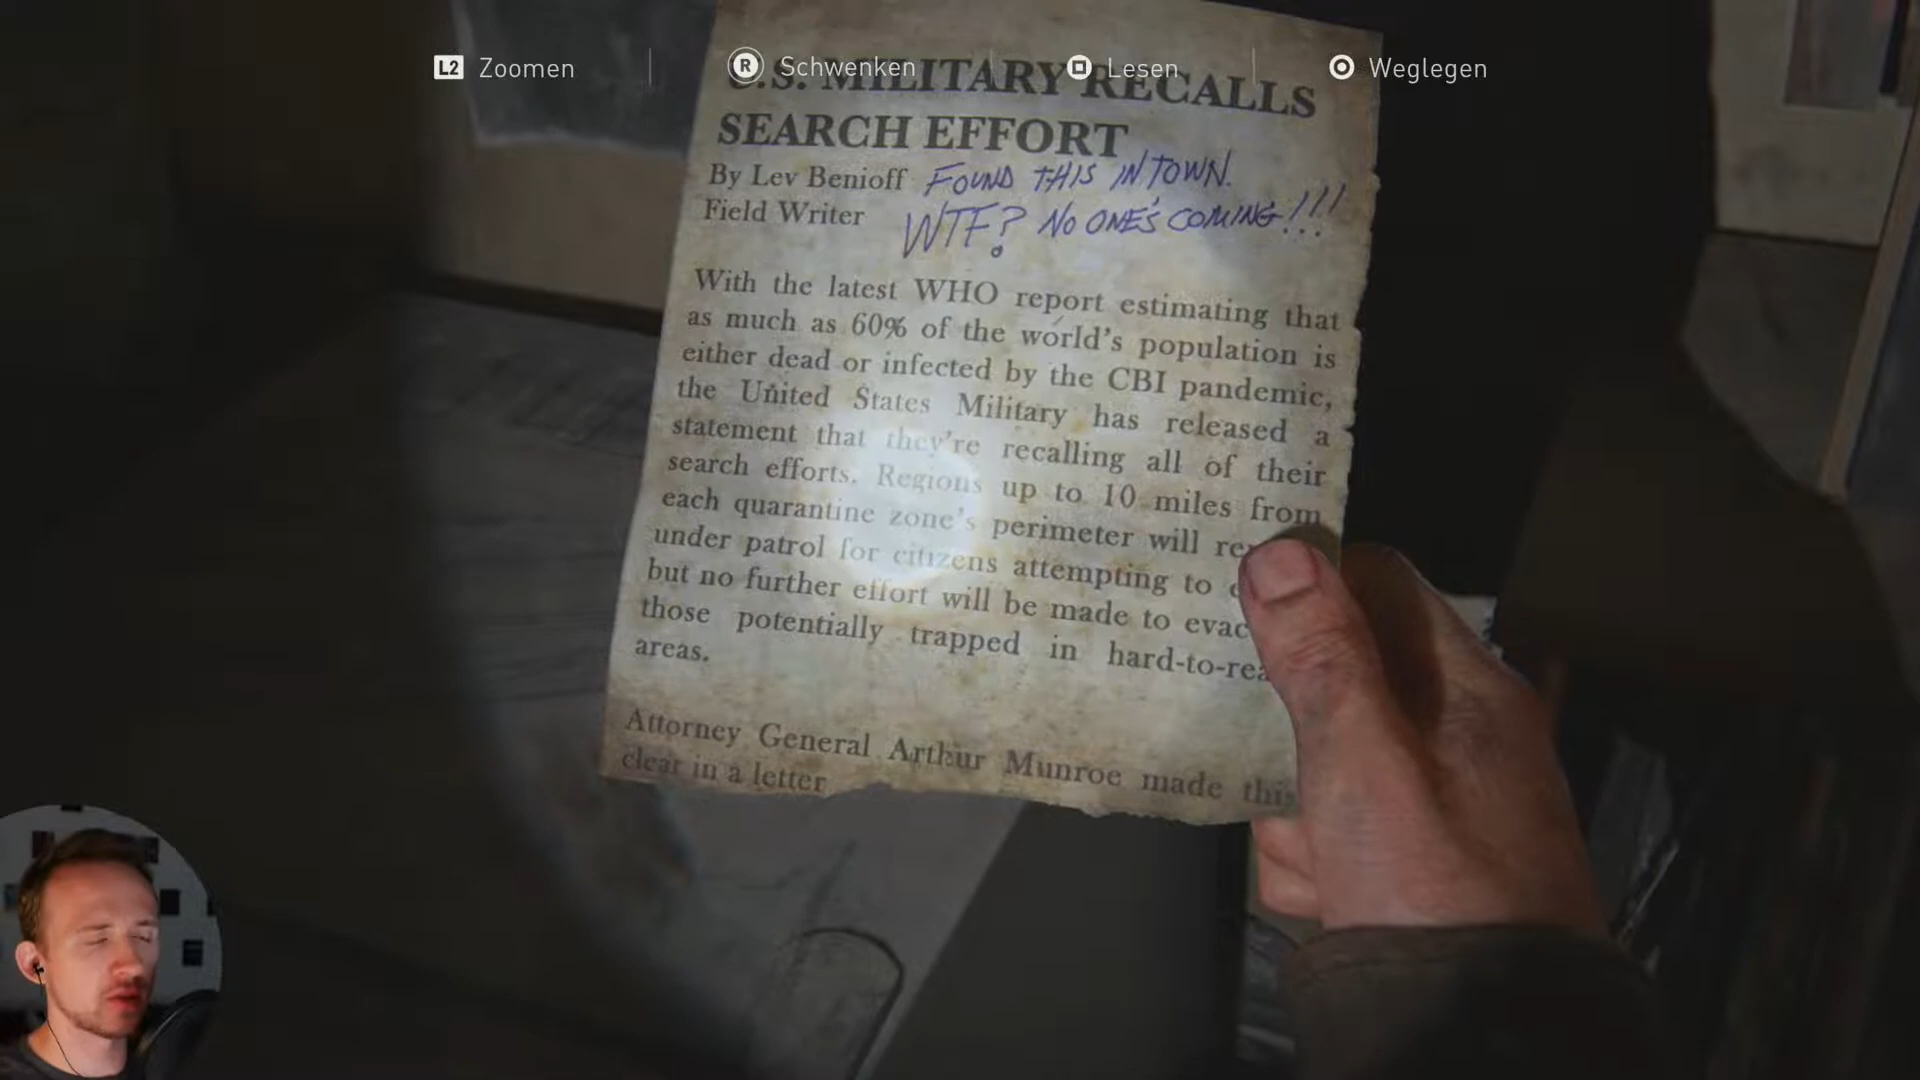 L2 Zoomen R Schwenken Lesen Weglegen
U.S. MILITARY RECALLS
SEARCH EFFORT
By Lev Benioff FOUND THIS IN TOWN.
Field Writer WTF? NO ONE'S COMING!!!
With the latest WHO report estimating that
as much as 60% of the world's population is
either dead or infected by the CBI pandemic,
the United States Military has released a
statement that they're recalling all of their
search efforts. Regions up to 10 miles from
each quarantine zone's perimeter will
under patrol for citizens attempting to
but no further effort will be made to
those potentially trapped in
areas.
Attorney General Arthur Munroe made this
clear in a letter